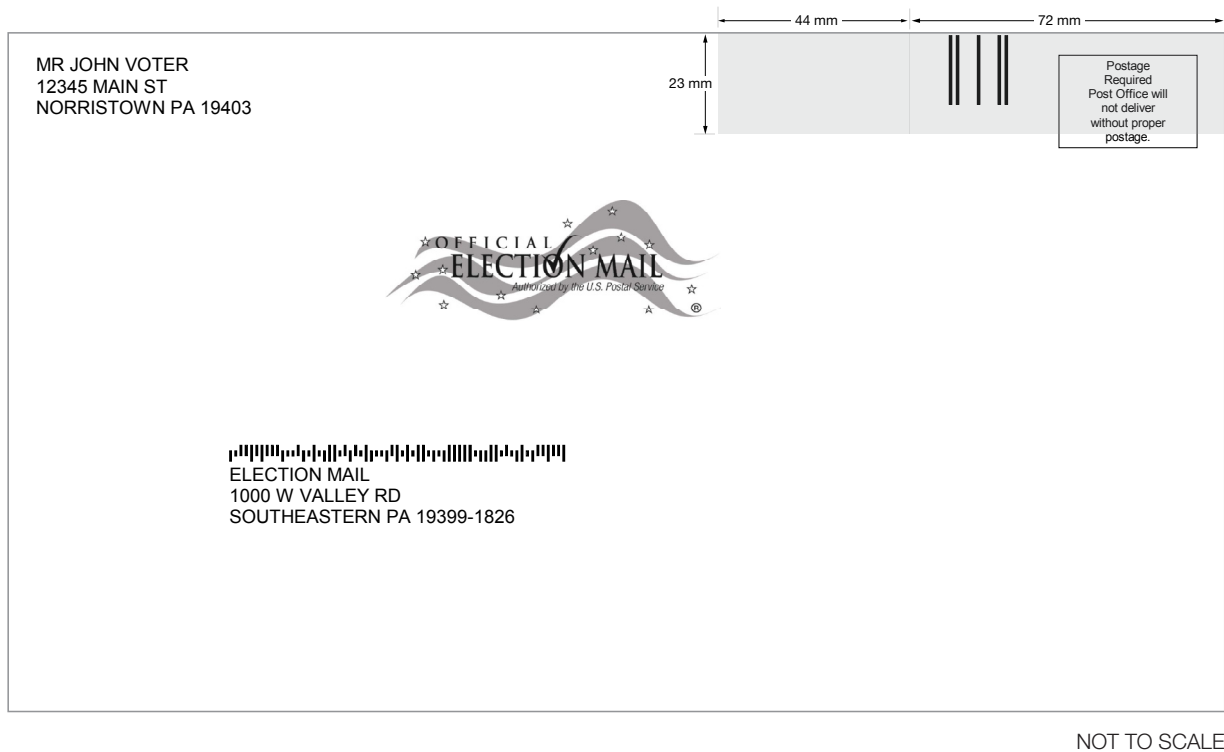 44 mm
72 mm
23 mm
MR JOHN VOTER
12345 MAIN ST
NORRISTOWN PA 19403
Postage
Required
Post Office will
not deliver
without proper
postage.
OFFICIAL
ELECTION MAIL
Authorized by the U.S. Postal Service
®
ELECTION MAIL
1000 W VALLEY RD
SOUTHEASTERN PA 19399-1826
NOT TO SCALE